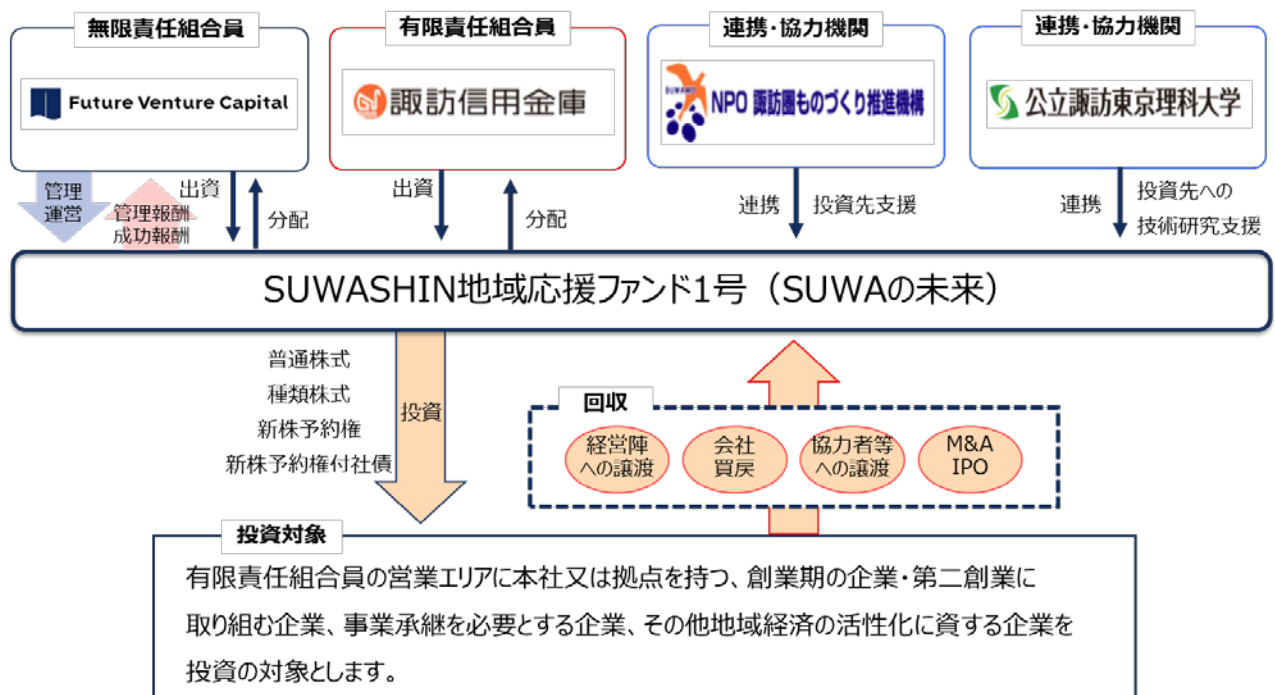 無限責任組合員
Future Venture Capital
有限責任組合員
諏訪信用金庫
連携・協力機関
SUWAMO
NPO 諏訪圏ものづくり推進機構
連携・協力機関
公立諏訪東京理科大学
管理
運営
管理報酬
成功報酬
出資
分配
出資
分配
連携
投資先支援
連携
投資先への
技術研究支援
SUWASHIN地域応援ファンド1号（SUWAの未来）
普通株式
種類株式
新株予約権
新株予約権付社債
投資
回収
経営陣
への譲渡
会社
買戻
協力者等
への譲渡
M&A
IPO
投資対象
有限責任組合員の営業エリアに本社又は拠点を持つ、創業期の企業・第二創業に
取り組む企業、事業承継を必要とする企業、その他地域経済の活性化に資する企業を
投資の対象とします。